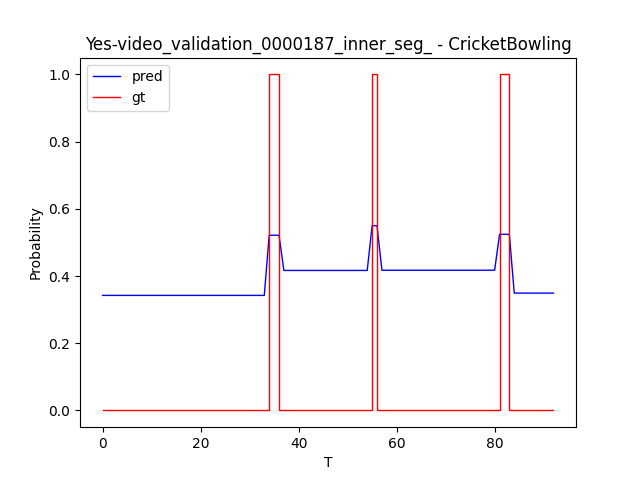 Yes-video_validation_0000187_inner_seg_ - CricketBowling
pred
gt
1.0
0.8
0.6
0.4
0.2
0.0
Probability
0 20 40 60 80
T